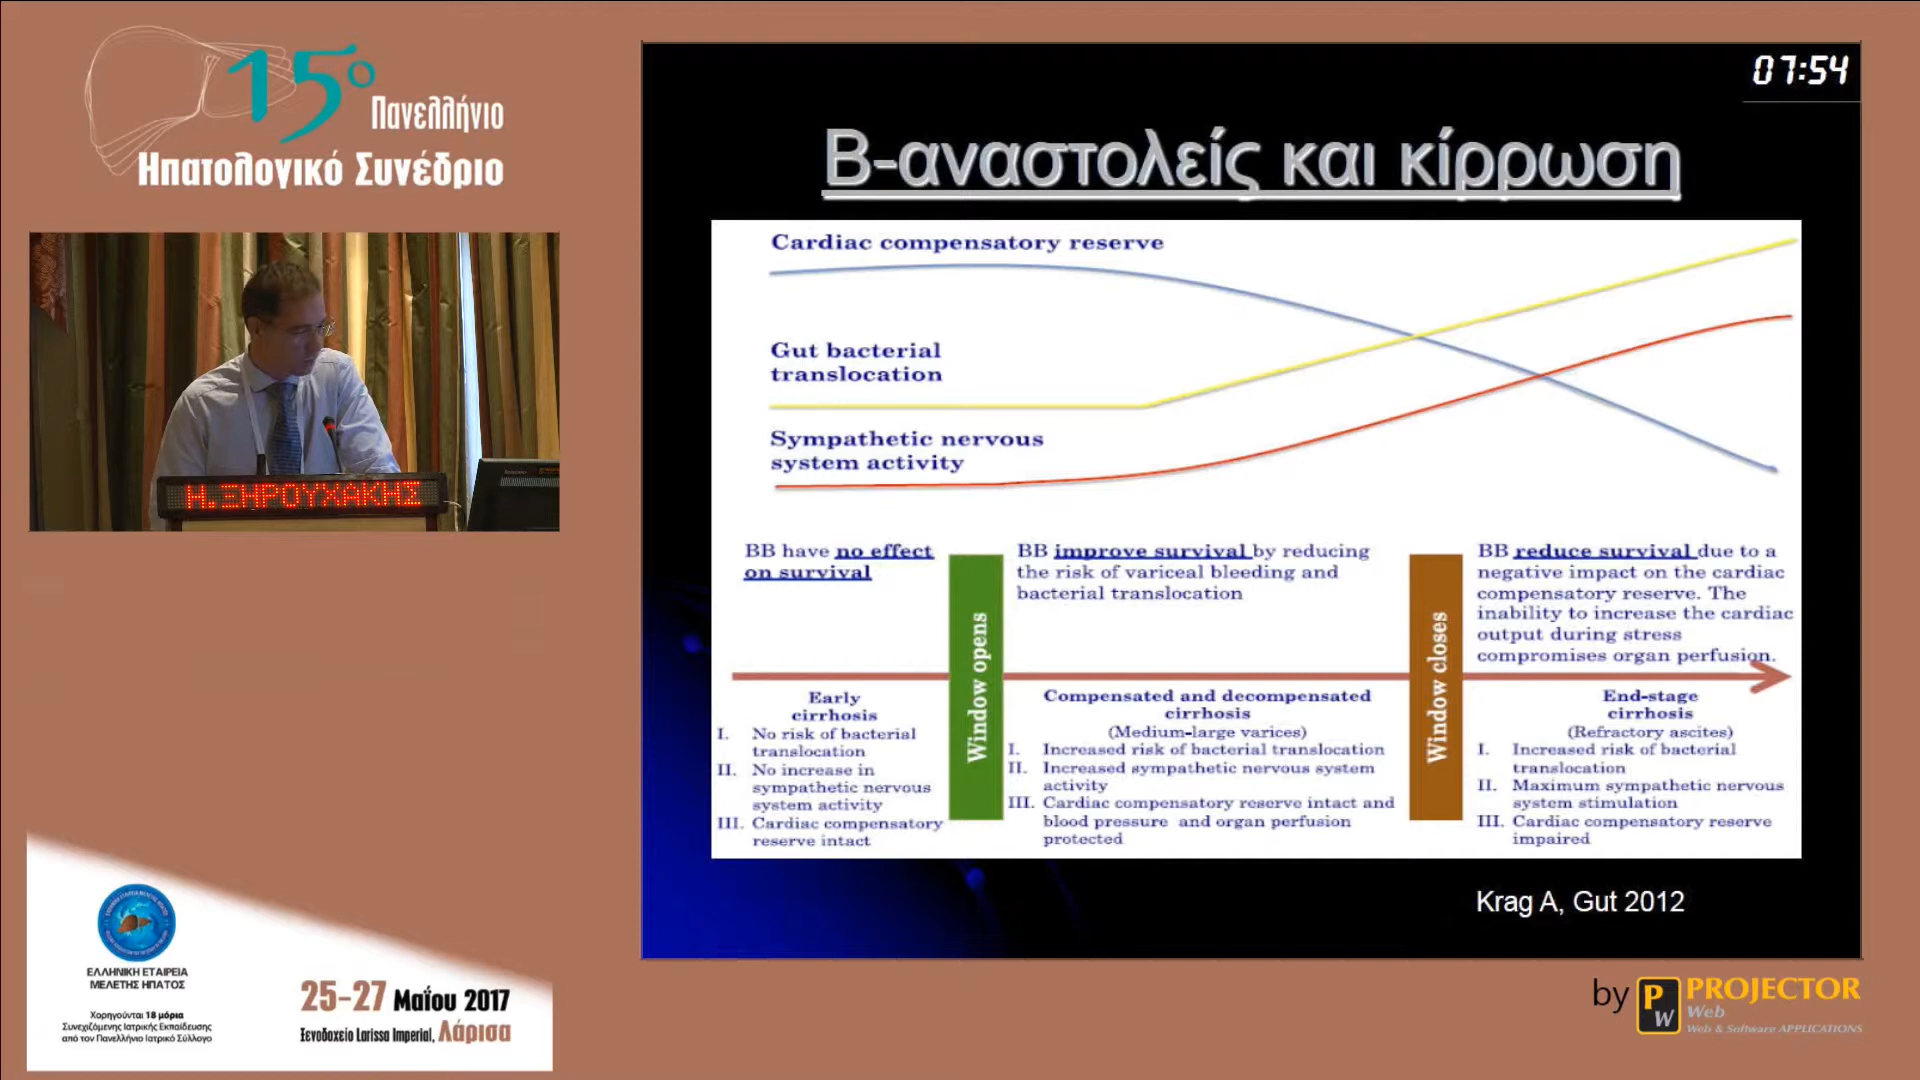 15ο
Πανελλήνιο
Ηπατολογικό Συνέδριο
Η.ΞΗΡΟΥΧΑΚΗΣ
ΕΛΛΗΝΙΚΗ ΕΤΑΙΡΕΙΑ
ΜΕΛΕΤΗΣ ΗΠΑΤΟΣ
Χορηγούνται 18 μόρια
Συνεχιζόμενης Ιατρικής Εκπαίδευσης
από τον Πανελλήνιο Ιατρικό Σύλλογο
25-27 Μαΐου 2017
Ξενοδοχείο Larissa Imperial, Λάρισα
07:54
Β-αναστολείς και κίρρωση
Cardiac compensatory reserve
Gut bacterial
translocation
Sympathetic nervous
system activity
BB have no effect
on survival
Window opens
BB improve survival by reducing
the risk of variceal bleeding and
bacterial translocation
Window closes
BB reduce survival due to a
negative impact on the cardiac
compensatory reserve. The
inability to increase the cardiac
output during stress
compromises organ perfusion.
Early
cirrhosis
I. No risk of bacterial
translocation
II. No increase in
sympathetic nervous
system activity
III. Cardiac compensatory
reserve intact
Compensated and decompensated
cirrhosis
(Medium-large varices)
I. Increased risk of bacterial translocation
II. Increased sympathetic nervous system
activity
III. Cardiac compensatory reserve intact and
blood pressure and organ perfusion
protected
End-stage
cirrhosis
(Refractory ascites)
I. Increased risk of bacterial
translocation
II. Maximum sympathetic nervous
system stimulation
III. Cardiac compensatory reserve
impaired
Krag A, Gut 2012
by PW PROJECTOR
Web
Web & Software APPLICATIONS